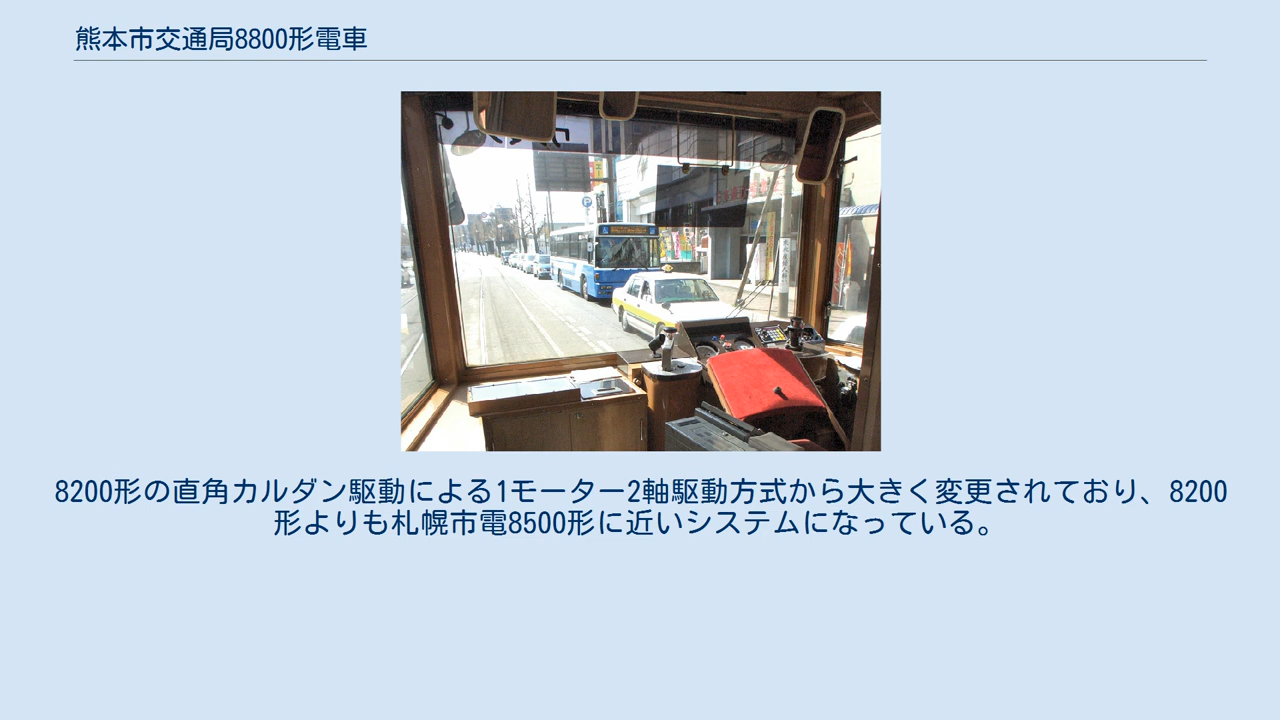 熊本市交通局8800形電車
8200形の直角カルダン駆動による1モーター2軸駆動方式から大きく変更されており、8200
形よりも札幌市電8500形に近いシステムになっている。